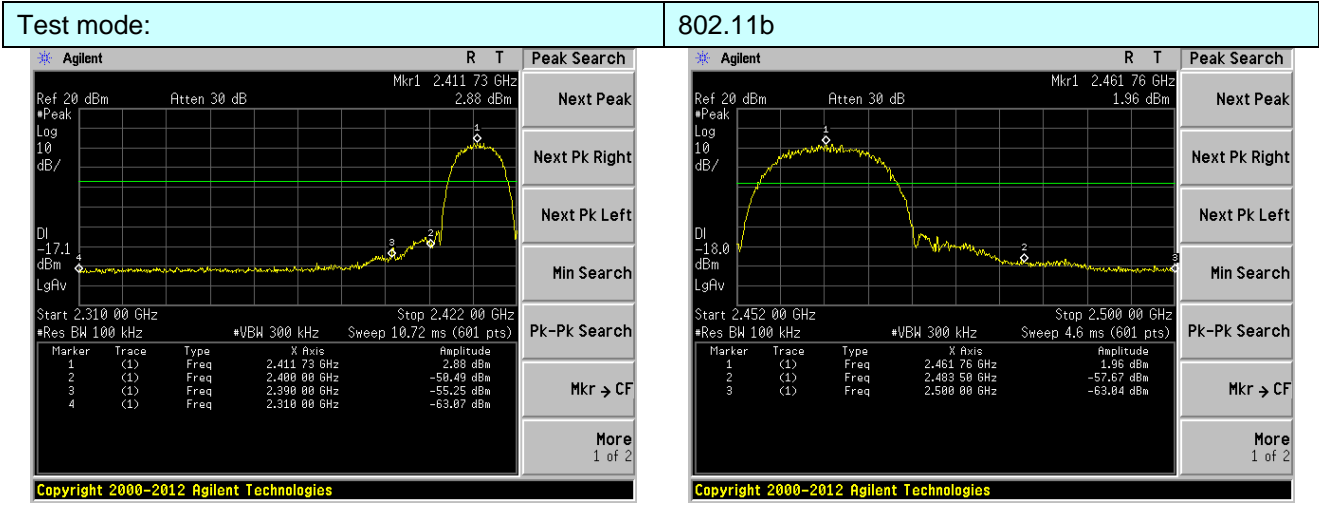 Test mode: 802.11b
Agilent R T Peak Search
Mkr1 2.411 73 GHz
Ref 20 dBm Atten 30 dB 2.88 dBm
#Peak
Log
10
dB/
1
2
3
4
DI
-17.1
dBm
LgAv
Start 2.310 00 GHz Stop 2.422 00 GHz
#Res BW 100 kHz #VBW 300 kHz Sweep 10.72 ms (601 pts)
Marker Trace Type X Axis Amplitude
1 (1) Freq 2.411 73 GHz 2.88 dBm
2 (1) Freq 2.400 00 GHz -50.49 dBm
3 (1) Freq 2.390 00 GHz -55.25 dBm
4 (1) Freq 2.310 00 GHz -63.07 dBm
Next Peak
Next Pk Right
Next Pk Left
Min Search
Pk-Pk Search
Mkr → CF
More
1 of 2
Copyright 2000-2012 Agilent Technologies
Agilent R T Peak Search
Mkr1 2.461 76 GHz
Ref 20 dBm Atten 30 dB 1.96 dBm
#Peak
Log
10
dB/
1
2
3
DI
-18.0
dBm
LgAv
Start 2.452 00 GHz Stop 2.500 00 GHz
#Res BW 100 kHz #VBW 300 kHz Sweep 4.6 ms (601 pts)
Marker Trace Type X Axis Amplitude
1 (1) Freq 2.461 76 GHz 1.96 dBm
2 (1) Freq 2.483 50 GHz -57.67 dBm
3 (1) Freq 2.500 00 GHz -63.04 dBm
Next Peak
Next Pk Right
Next Pk Left
Min Search
Pk-Pk Search
Mkr → CF
More
1 of 2
Copyright 2000-2012 Agilent Technologies